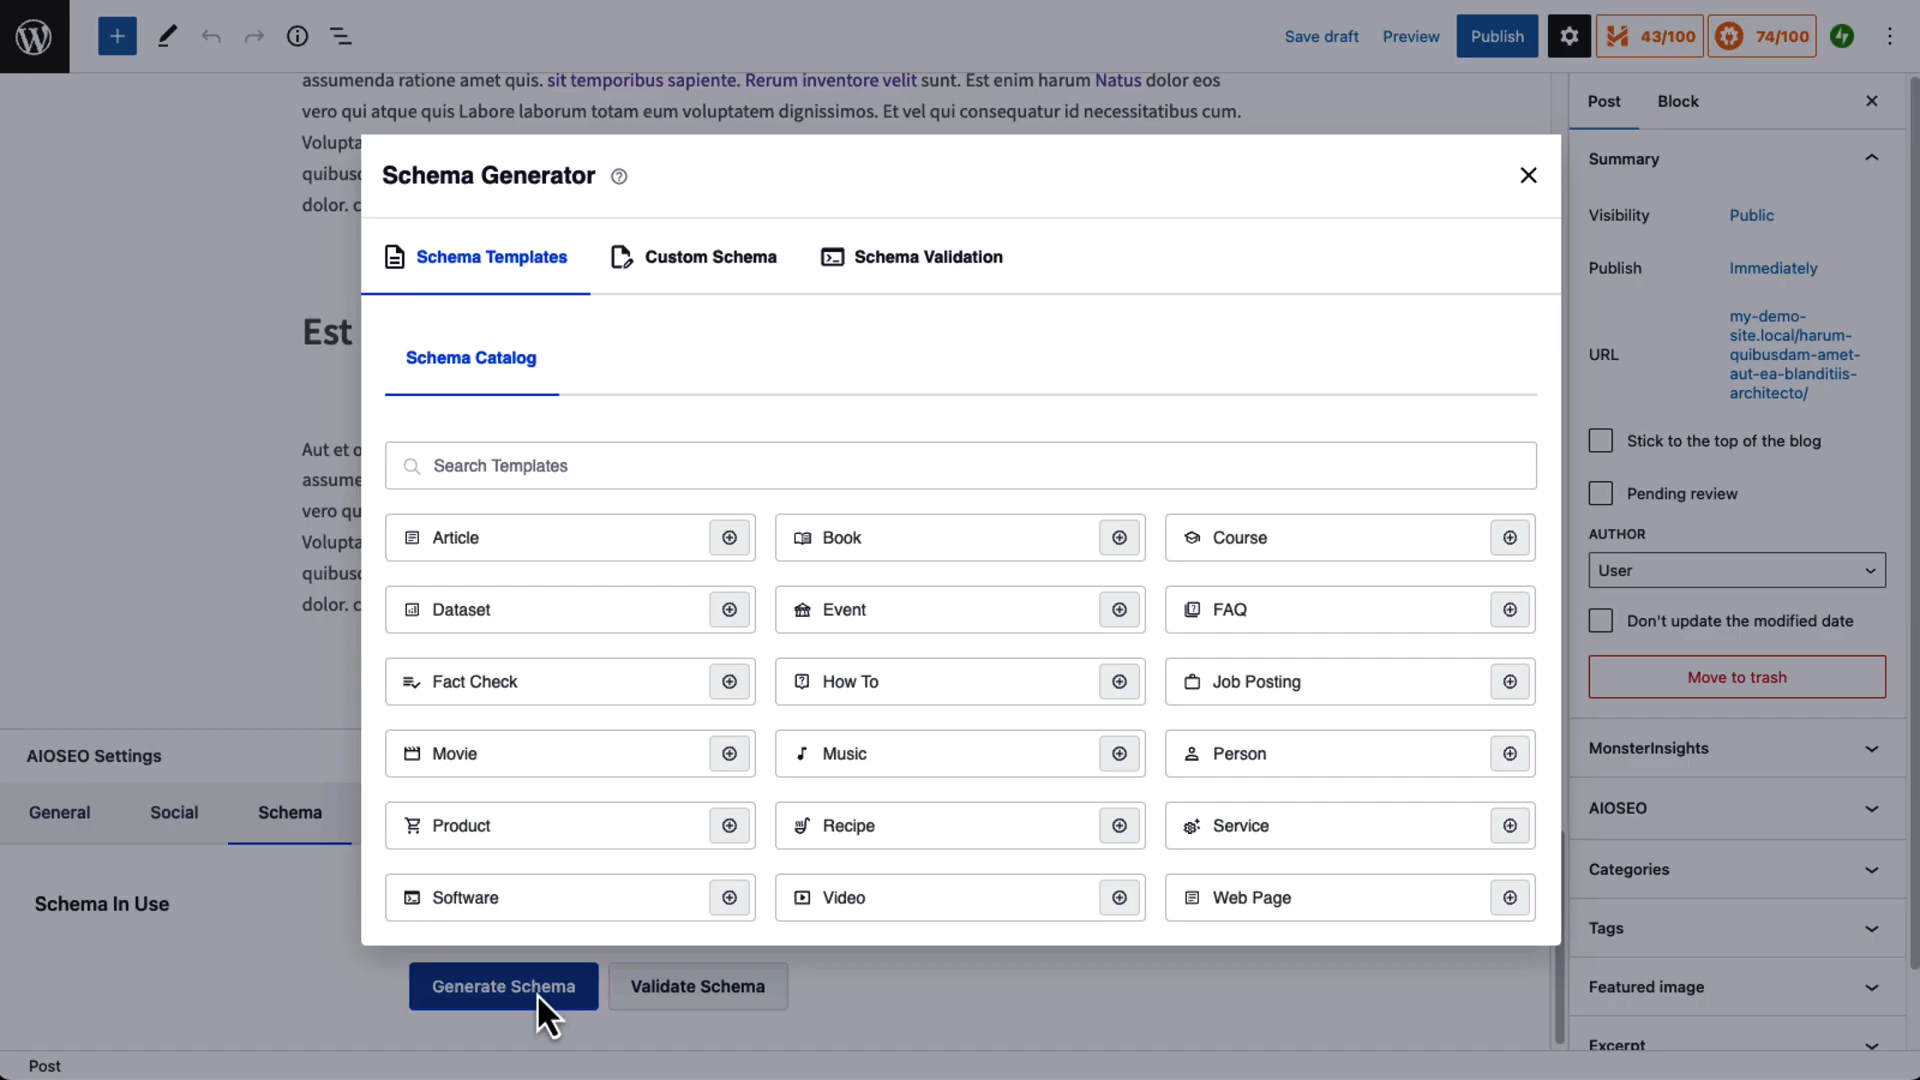 Save draft
Preview
Publish
43/100
74/100
assumenda ratione amet quis. sit temporibus sapiente. Rerum inventore velit sunt. Est enim harum Natus dolor eos
vero qui atque quis Labore laborum totam eum voluptatem dignissimos. Et vel qui consequatur id necessitatibus cum.
Volupta
quibusc
dolor. c
Est
Aut et o
assume
vero qu
Volupta
quibusc
dolor. c
Schema Generator
Schema Templates
Custom Schema
Schema Validation
Schema Catalog
Search Templates
Article
Book
Course
Dataset
Event
FAQ
Fact Check
How To
Job Posting
Movie
Music
Person
Product
Recipe
Service
Software
Video
Web Page
AIOSEO Settings
General
Social
Schema
Schema In Use
Generate Schema
Validate Schema
Post
Post
Block
Summary
Visibility
Public
Publish
Immediately
URL
my-demo-
site.local/harum-
quibusdam-amet-
aut-ea-blanditiis-
architecto/
Stick to the top of the blog
Pending review
AUTHOR
User
Don't update the modified date
Move to trash
MonsterInsights
AIOSEO
Categories
Tags
Featured image
Excerpt